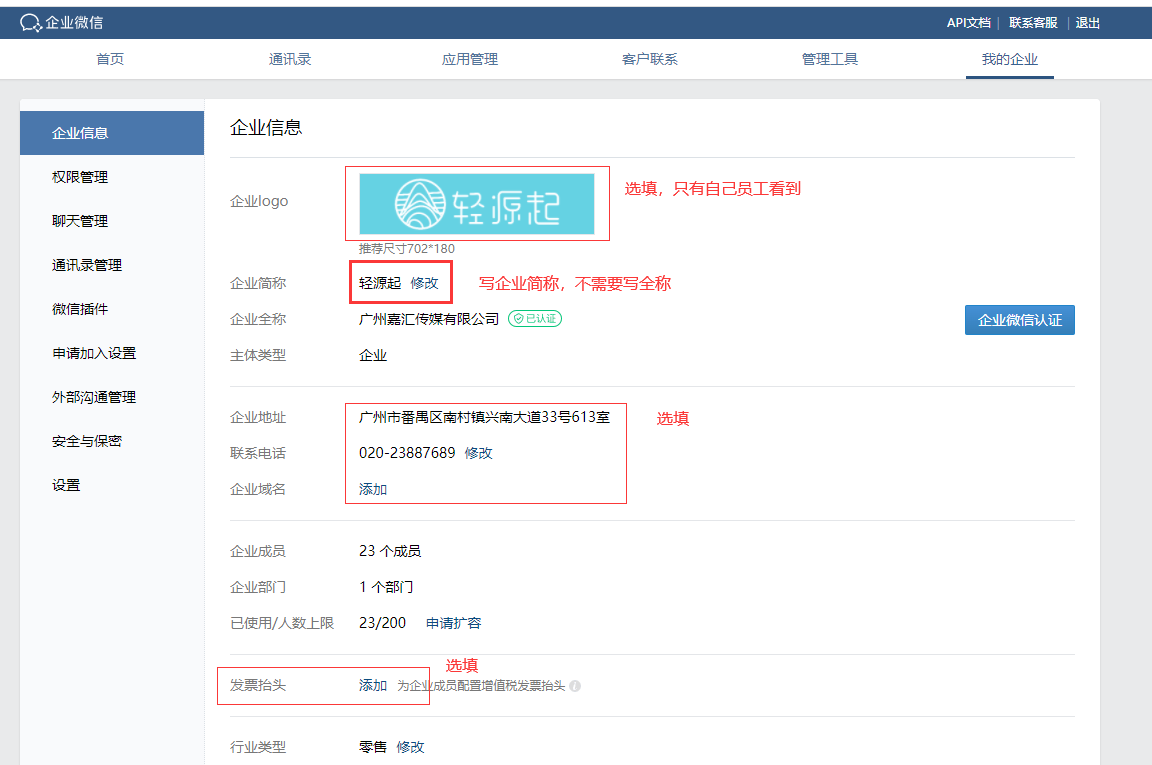 企业微信
API文档 | 联系客服 | 退出
首页 通讯录 应用管理 客户联系 管理工具 我的企业
企业信息
权限管理
聊天管理
通讯录管理
微信插件
申请加入设置
外部沟通管理
安全与保密
设置
企业信息
企业logo 轻源起 选填，只有自己员工看到
推荐尺寸702*180
企业简称 轻源起 修改 写企业简称，不需要写全称
企业全称 广州嘉汇传媒有限公司 已认证 企业微信认证
主体类型 企业
企业地址 广州市番禺区南村镇兴南大道33号613室 选填
联系电话 020-23887689 修改
企业域名 添加
企业成员 23 个成员
企业部门 1 个部门
已使用/人数上限 23/200 申请扩容
选填
发票抬头 添加 为企业成员配置增值税发票抬头 i
行业类型 零售 修改